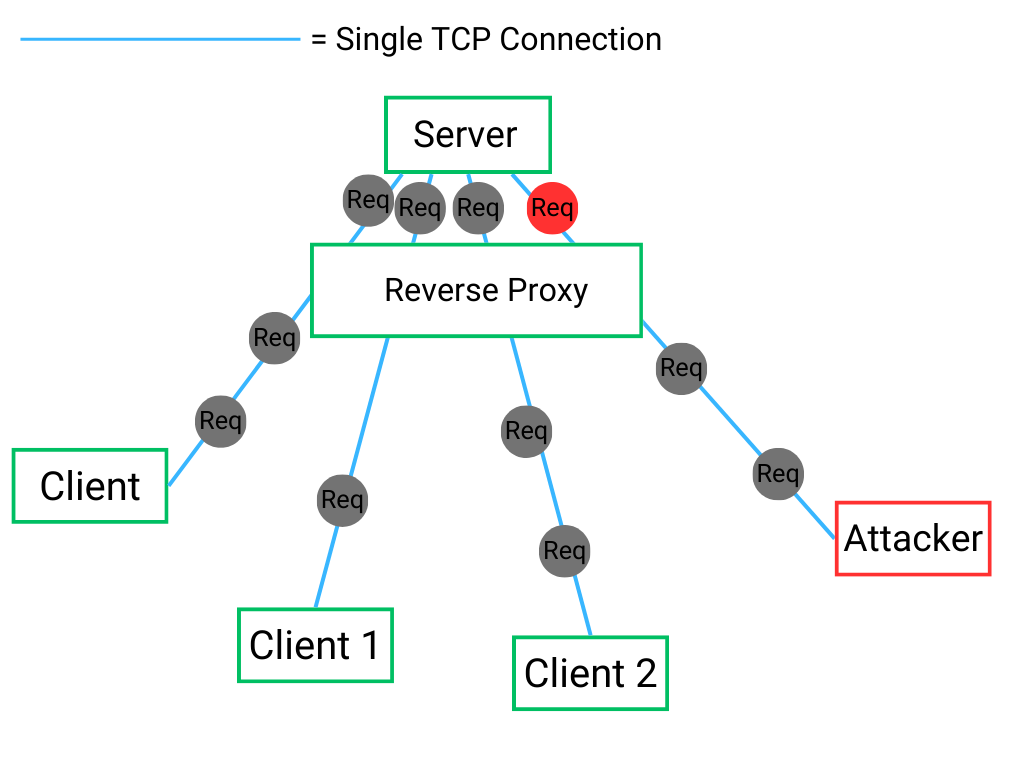 = Single TCP Connection
Server
Req
Req
Req
Req
Reverse Proxy
Req
Req
Req
Req
Req
Req
Client
Req
Attacker
Req
Client 1
Client 2